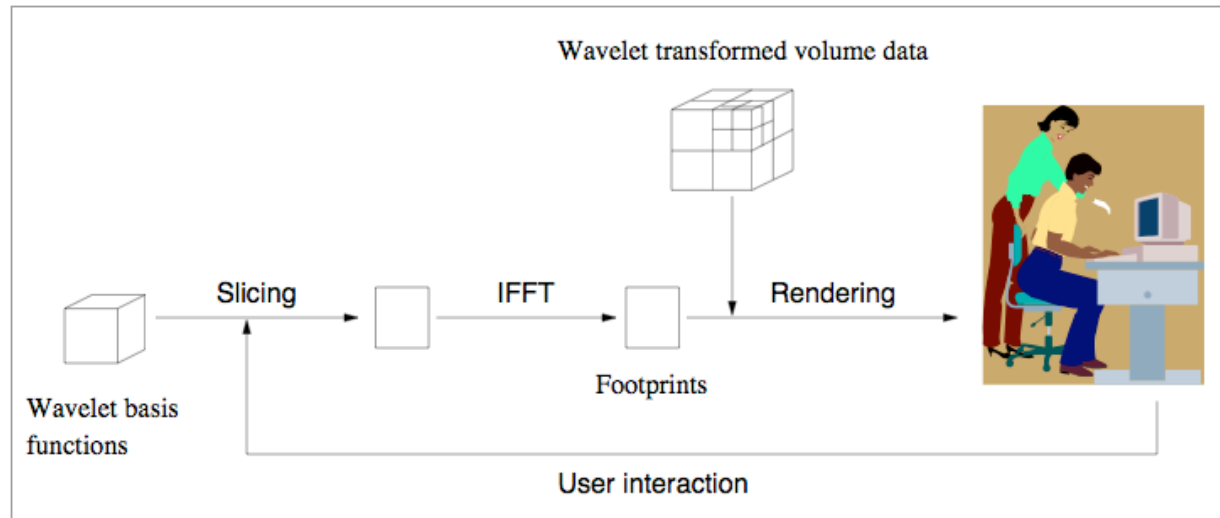 Wavelet transformed volume data
Slicing
IFFT
Rendering
Footprints
Wavelet basis
functions
User interaction